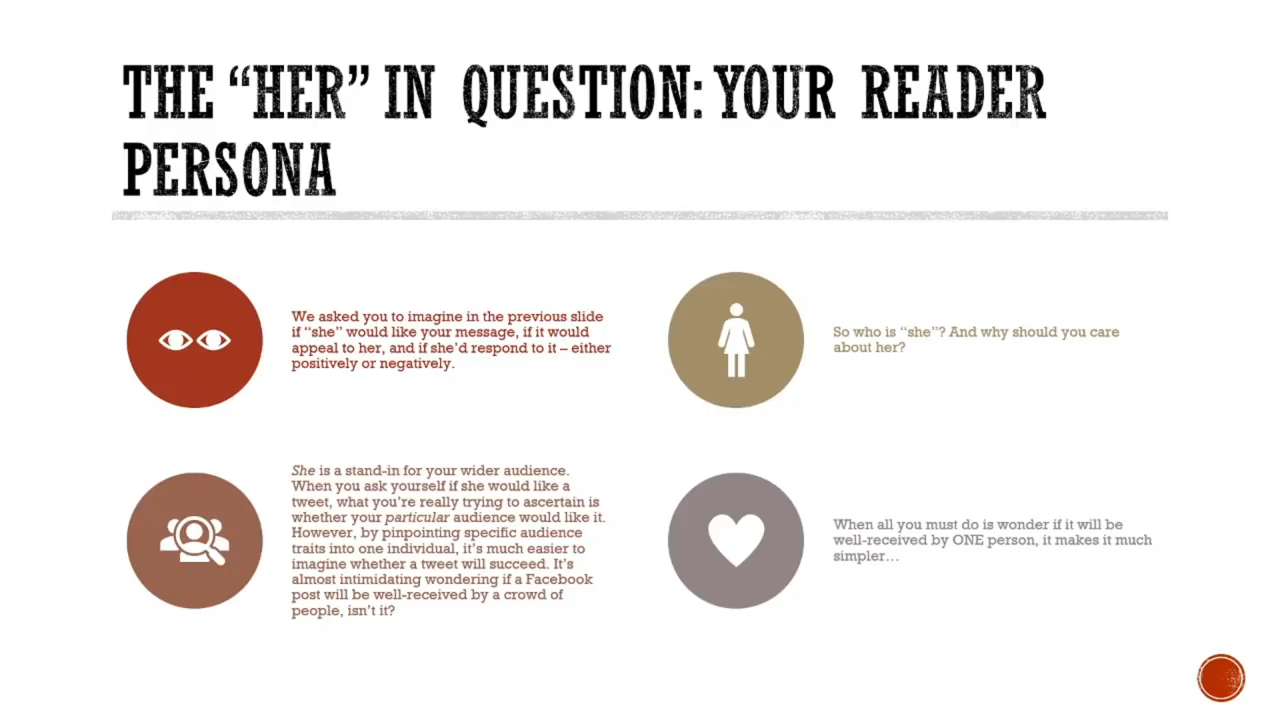 THE “HER” IN QUESTION: YOUR READER
PERSONA
We asked you to imagine in the previous slide
if “she” would like your message, if it would
appeal to her, and if she’d respond to it – either
positively or negatively.
So who is “she”? And why should you care
about her?
She is a stand-in for your wider audience.
When you ask yourself if she would like a
tweet, what you’re really trying to ascertain is
whether your particular audience would like it.
However, by pinpointing specific audience
traits into one individual, it’s much easier to
imagine whether a tweet will succeed. It’s
almost intimidating wondering if a Facebook
post will be well-received by a crowd of
people, isn’t it?
When all you must do is wonder if it will be
well-received by ONE person, it makes it much
simpler…